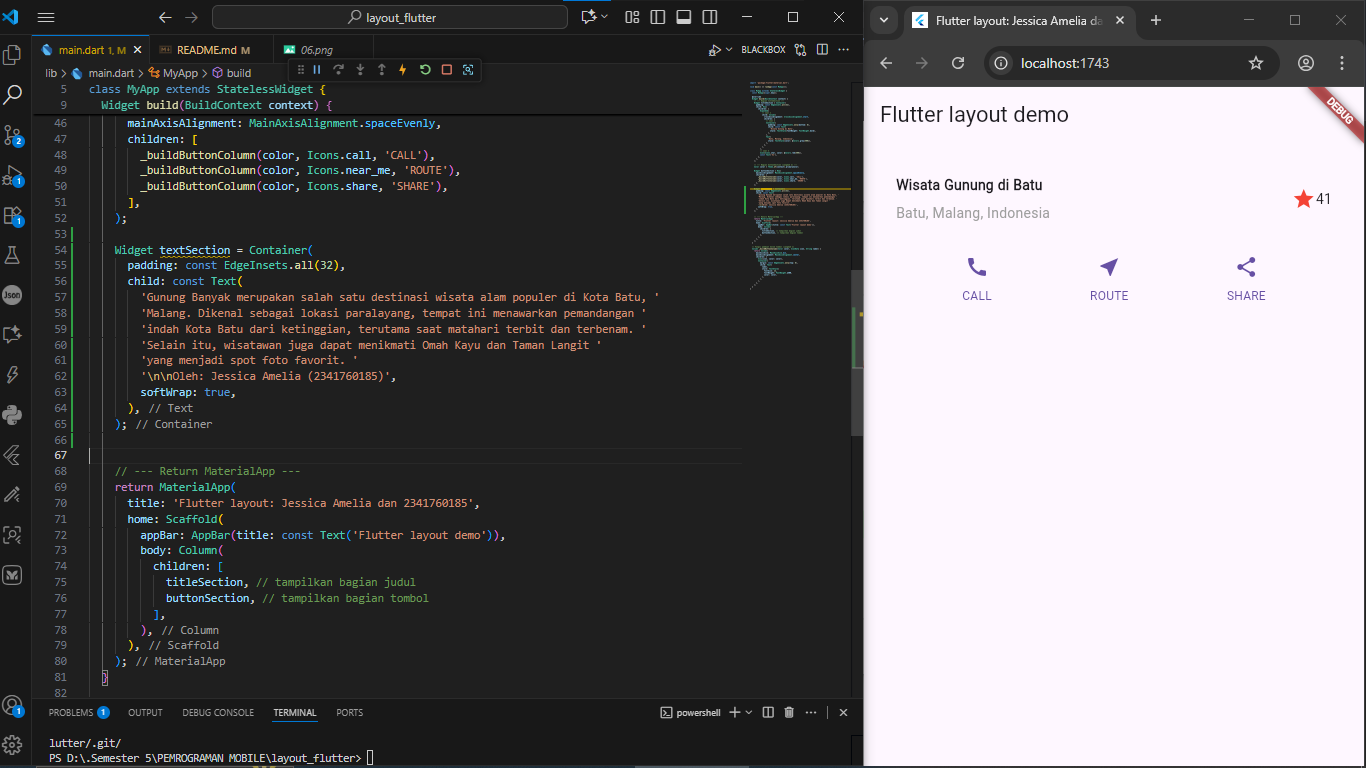 layout_flutter
main.dart 1, M
README.md M
06.png
BLACKBOX
lib > main.dart > MyApp > build
5 class MyApp extends StatelessWidget {
9 Widget build(BuildContext context) {
46 mainAxisAlignment: MainAxisAlignment.spaceEvenly,
47 children: [
48 _buildButtonColumn(color, Icons.call, 'CALL'),
49 _buildButtonColumn(color, Icons.near_me, 'ROUTE'),
50 _buildButtonColumn(color, Icons.share, 'SHARE'),
51 ],
52 );
53
54 Widget textSection = Container(
55 padding: const EdgeInsets.all(32),
56 child: const Text(
57 'Gunung Banyak merupakan salah satu destinasi wisata alam populer di Kota Batu, '
58 'Malang. Dikenal sebagai lokasi paralayang, tempat ini menawarkan pemandangan '
59 'indah Kota Batu dari ketinggian, terutama saat matahari terbit dan terbenam. '
60 'Selain itu, wisatawan juga dapat menikmati Omah Kayu dan Taman Langit '
61 'yang menjadi spot foto favorit. '
62 '\n\nOleh: Jessica Amelia (2341760185)',
63 softWrap: true,
64 ), // Text
65 ); // Container
66
67
68 // --- Return MaterialApp ---
69 return MaterialApp(
70 title: 'Flutter layout: Jessica Amelia dan 2341760185',
71 home: Scaffold(
72 appBar: AppBar(title: const Text('Flutter layout demo')),
73 body: Column(
74 children: [
75 titleSection, // tampilkan bagian judul
76 buttonSection, // tampilkan bagian tombol
77 ],
78 ), // Column
79 ), // Scaffold
80 ); // MaterialApp
81 }
82
2
1
1
Json
1
PROBLEMS 1 OUTPUT DEBUG CONSOLE TERMINAL PORTS
powershell
lutter/.git/
PS D:\.Semester 5\PEMROGRAMAN MOBILE\layout_flutter>
Flutter layout: Jessica Amelia da
localhost:1743
Flutter layout demo
DEBUG
Wisata Gunung di Batu
Batu, Malang, Indonesia
41
CALL ROUTE SHARE